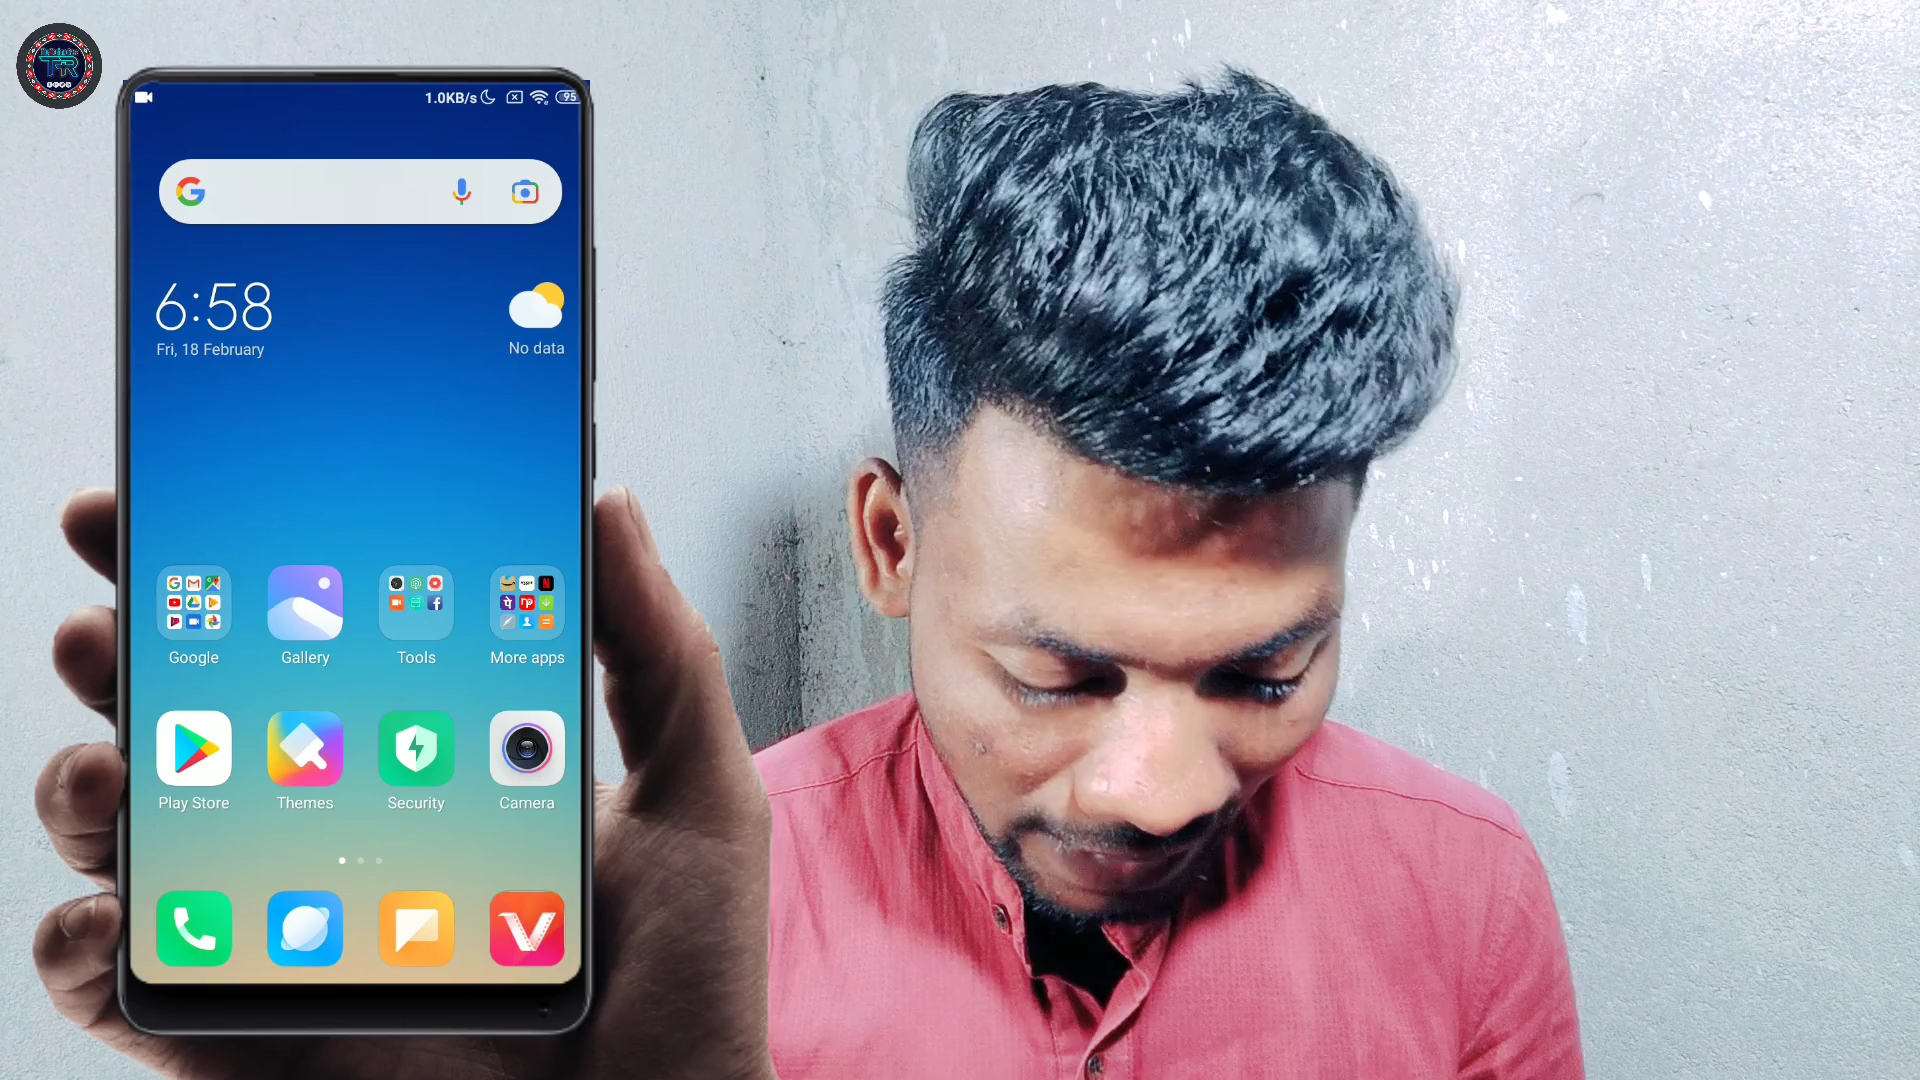 TR
1.0KB/s
95
6:58
Fri, 18 February
No data
Google
Gallery
Tools
More apps
Play Store
Themes
Security
Camera